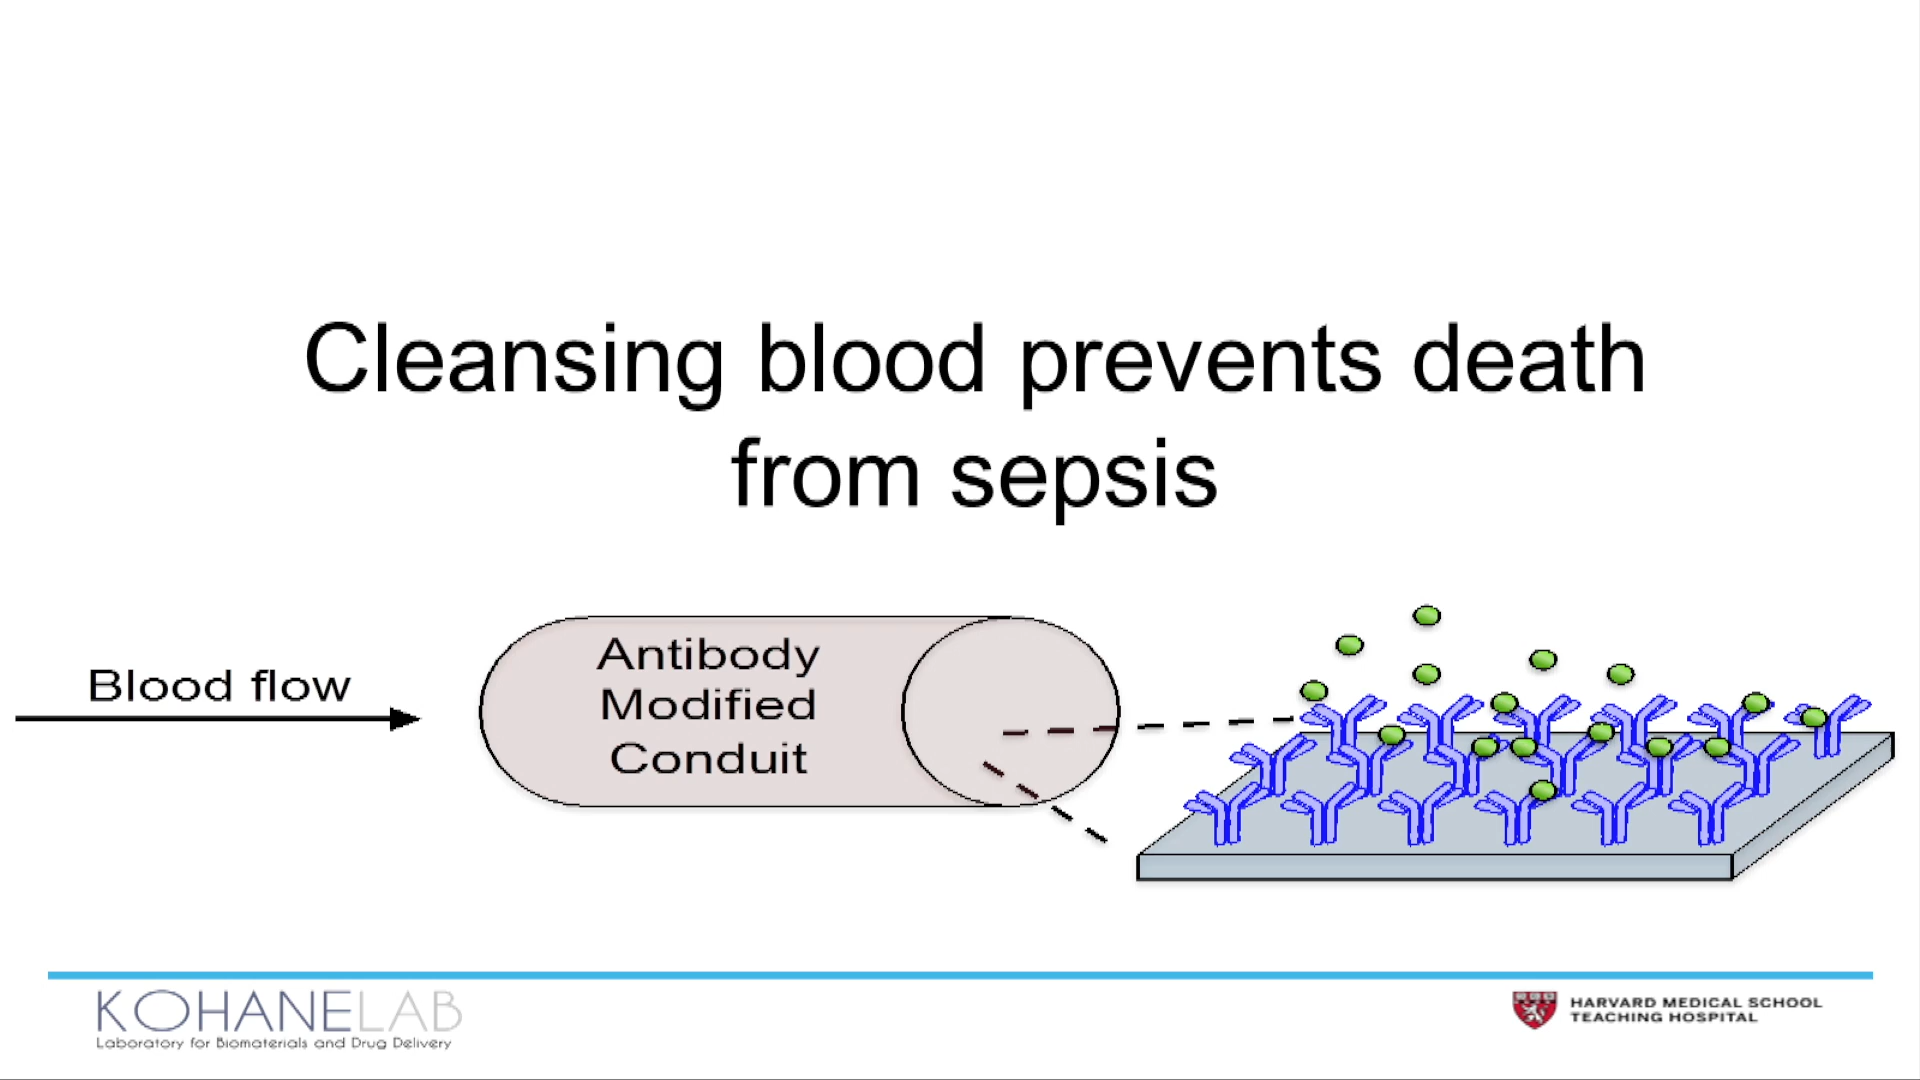 Cleansing blood prevents death
from sepsis
Blood flow
Antibody
Modified
Conduit
KOHANELAB
Laboratory for Biomaterials and Drug Delivery
HARVARD MEDICAL SCHOOL
TEACHING HOSPITAL